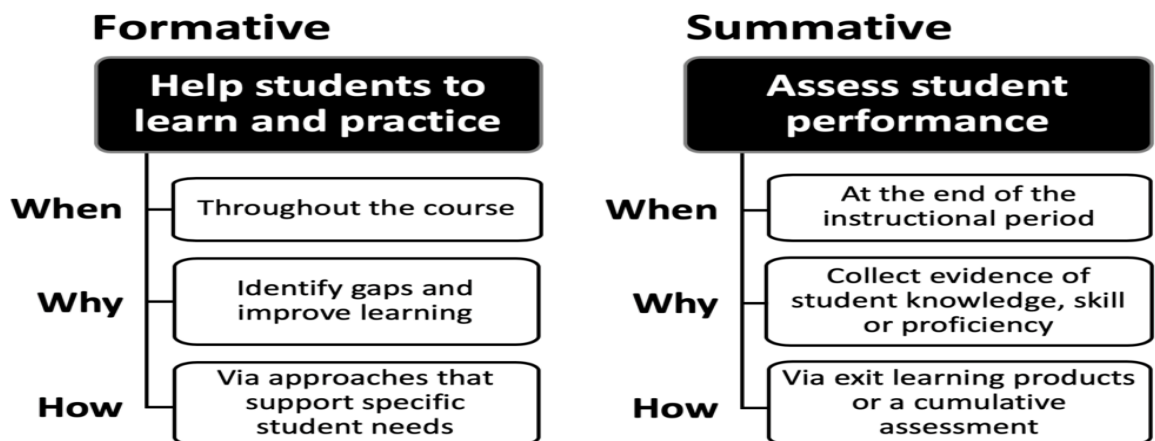 Formative
Help students to
learn and practice
When
Throughout the course
Why
Identify gaps and
improve learning
How
Via approaches that
support specific
student needs
Summative
Assess student
performance
When
At the end of the
instructional period
Why
Collect evidence of
student knowledge, skill
or proficiency
How
Via exit learning products
or a cumulative
assessment